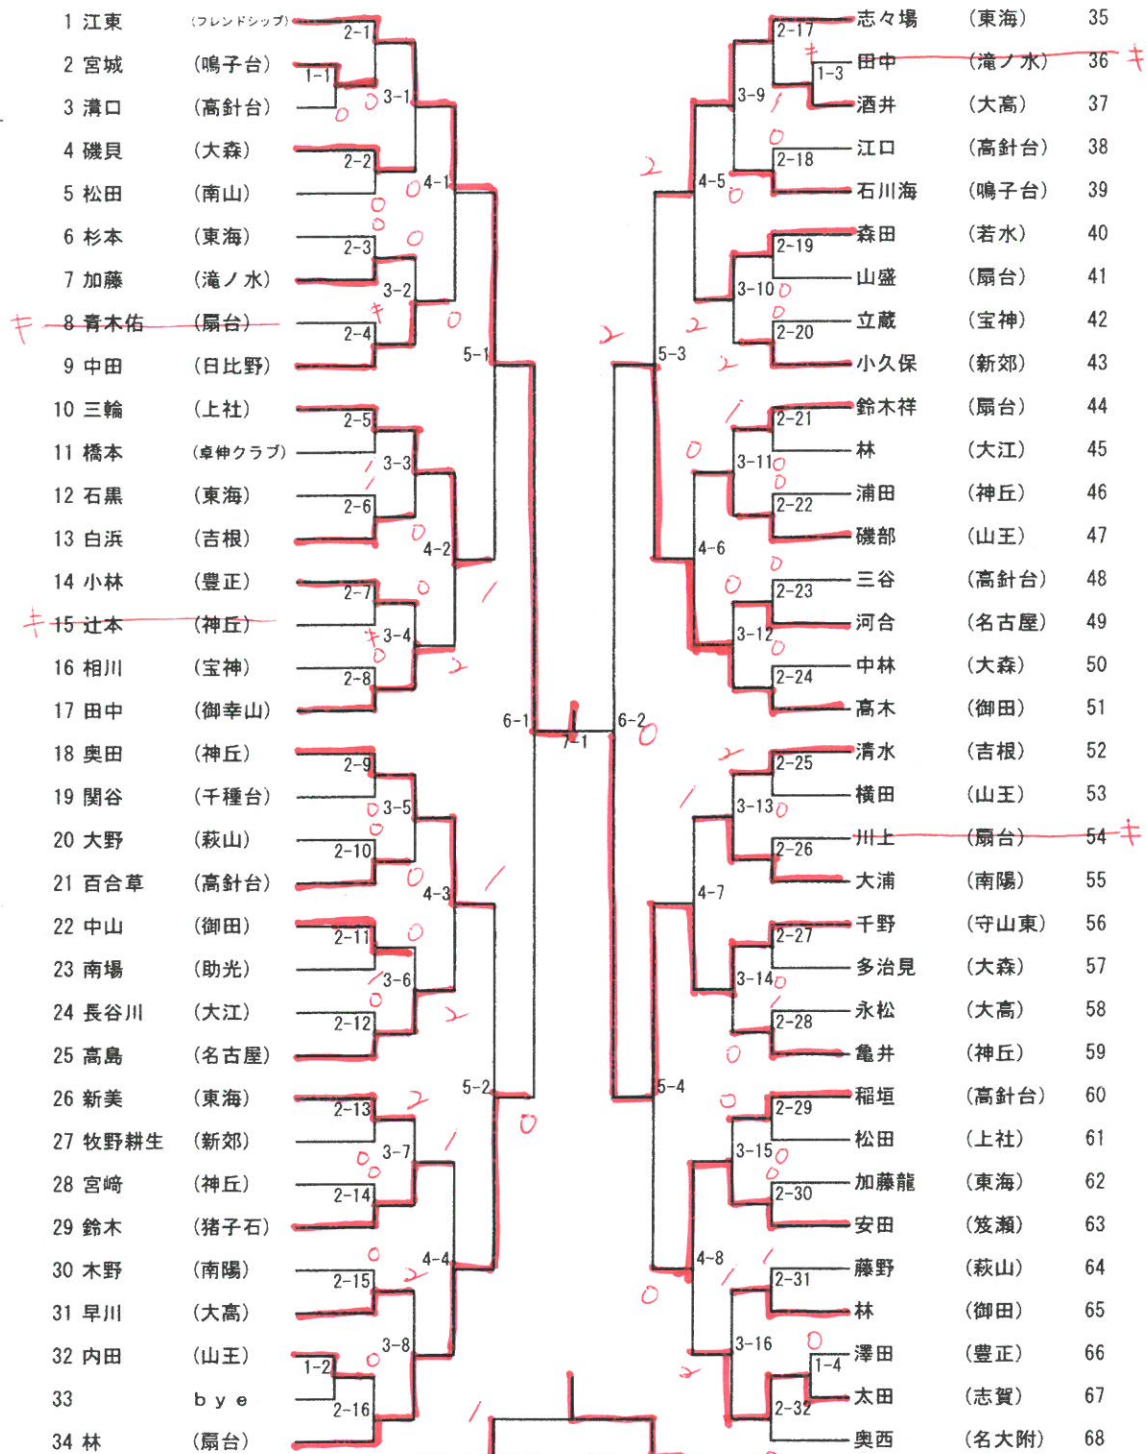 1 江東 (フレンドシップ)
2 宮城 (鳴子台)
3 溝口 (高針台)
4 磯貝 (大森)
5 松田 (南山)
6 杉本 (東海)
7 加藤 (滝ノ水)
キ 8 青木佑 (扇台)
9 中田 (日比野)
10 三輪 (上社)
11 橋本 (卓伸クラブ)
12 石黒 (東海)
13 白浜 (吉根)
14 小林 (豊正)
キ 15 辻本 (神丘)
16 相川 (宝神)
17 田中 (御幸山)
18 奥田 (神丘)
19 関谷 (千種台)
20 大野 (萩山)
21 百合草 (高針台)
22 中山 (御田)
23 南場 (助光)
24 長谷川 (大江)
25 高島 (名古屋)
26 新美 (東海)
27 牧野耕生 (新郊)
28 宮﨑 (神丘)
29 鈴木 (猪子石)
30 木野 (南陽)
31 早川 (大高)
32 内田 (山王)
33 bye
34 林 (扇台)
1-1
1-2
2-1
2-2
2-3
2-4
2-5
2-6
2-7
2-8
2-9
2-10
2-11
2-12
2-13
2-14
2-15
2-16
3-1
3-2
3-3
3-4
3-5
3-6
3-7
3-8
4-1
4-2
4-3
4-4
5-1
5-2
6-1
7-1
6-2
5-3
5-4
4-5
4-6
4-7
4-8
3-9
3-10
3-11
3-12
3-13
3-14
3-15
3-16
2-17
2-18
2-19
2-20
2-21
2-22
2-23
2-24
2-25
2-26
2-27
2-28
2-29
2-30
2-31
2-32
1-3
1-4
志々場 (東海) 35
田中 (滝ノ水) 36 キ
酒井 (大高) 37
江口 (高針台) 38
石川海 (鳴子台) 39
森田 (若水) 40
山盛 (扇台) 41
立蔵 (宝神) 42
小久保 (新郊) 43
鈴木祥 (扇台) 44
林 (大江) 45
浦田 (神丘) 46
磯部 (山王) 47
三谷 (高針台) 48
河合 (名古屋) 49
中林 (大森) 50
高木 (御田) 51
清水 (吉根) 52
横田 (山王) 53
川上 (扇台) 54 キ
大浦 (南陽) 55
千野 (守山東) 56
多治見 (大森) 57
永松 (大高) 58
亀井 (神丘) 59
稲垣 (高針台) 60
松田 (上社) 61
加藤龍 (東海) 62
安田 (笈瀬) 63
藤野 (萩山) 64
林 (御田) 65
澤田 (豊正) 66
太田 (志賀) 67
奥西 (名大附) 68